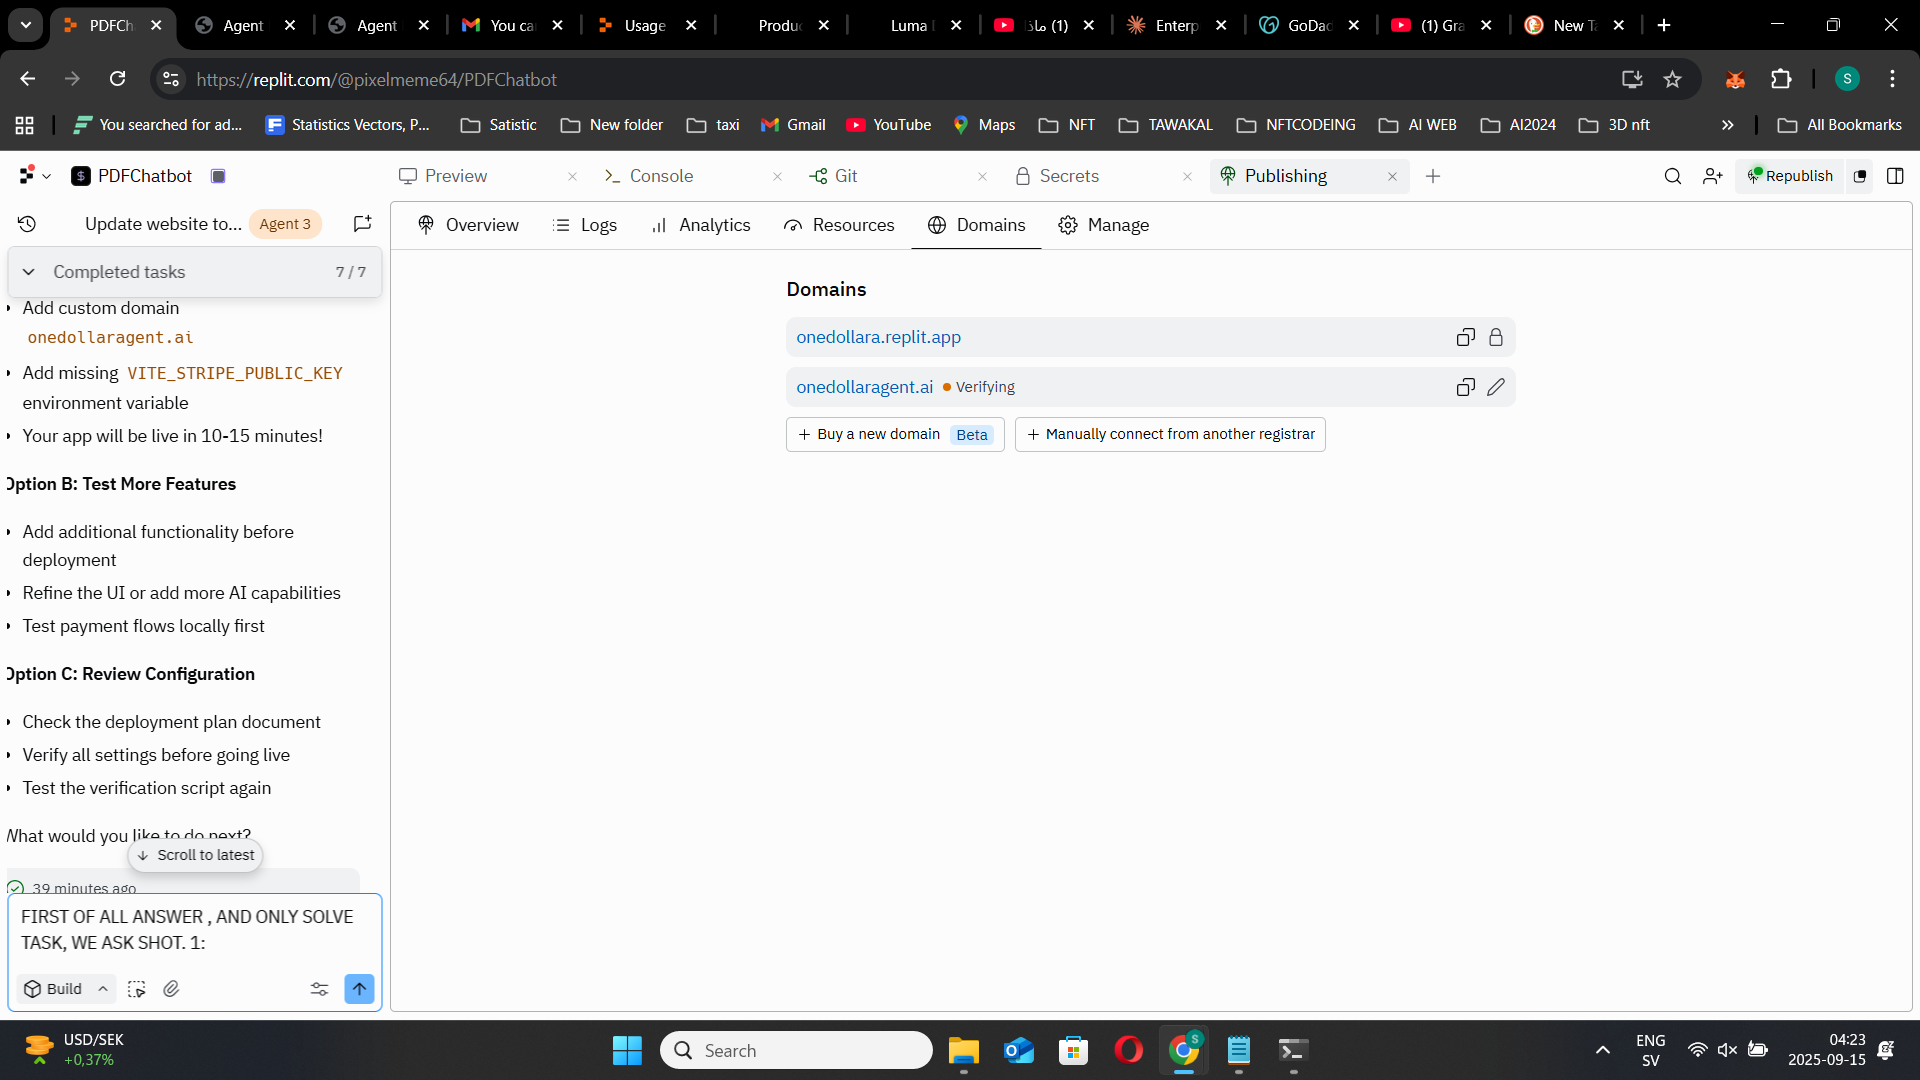 PDFCh
Agent
Agent
You ca
Usage
Produ
Luma
(1) ماذا
Enterp
GoDad
(1) Gra
New Ta
https://replit.com/@pixelmeme64/PDFChatbot
S
You searched for ad...
Statistics Vectors, P...
Satistic
New folder
taxi
Gmail
YouTube
Maps
NFT
TAWAKAL
NFTCODEING
AI WEB
AI2024
3D nft
All Bookmarks
PDFChatbot
Preview
Console
Git
Secrets
Publishing
Republish
Update website to...
Agent 3
Overview
Logs
Analytics
Resources
Domains
Manage
Completed tasks
7 / 7
Add custom domain
onedollaragent.ai
Add missing VITE_STRIPE_PUBLIC_KEY
environment variable
Your app will be live in 10-15 minutes!
Option B: Test More Features
Add additional functionality before
deployment
Refine the UI or add more AI capabilities
Test payment flows locally first
Option C: Review Configuration
Check the deployment plan document
Verify all settings before going live
Test the verification script again
What would you like to do next?
Scroll to latest
39 minutes ago
FIRST OF ALL ANSWER , AND ONLY SOLVE
TASK, WE ASK SHOT. 1:
Build
Domains
onedollara.replit.app
onedollaragent.ai
Verifying
+ Buy a new domain Beta
+ Manually connect from another registrar
USD/SEK
+0,37%
Search
S
ENG
SV
04:23
2025-09-15